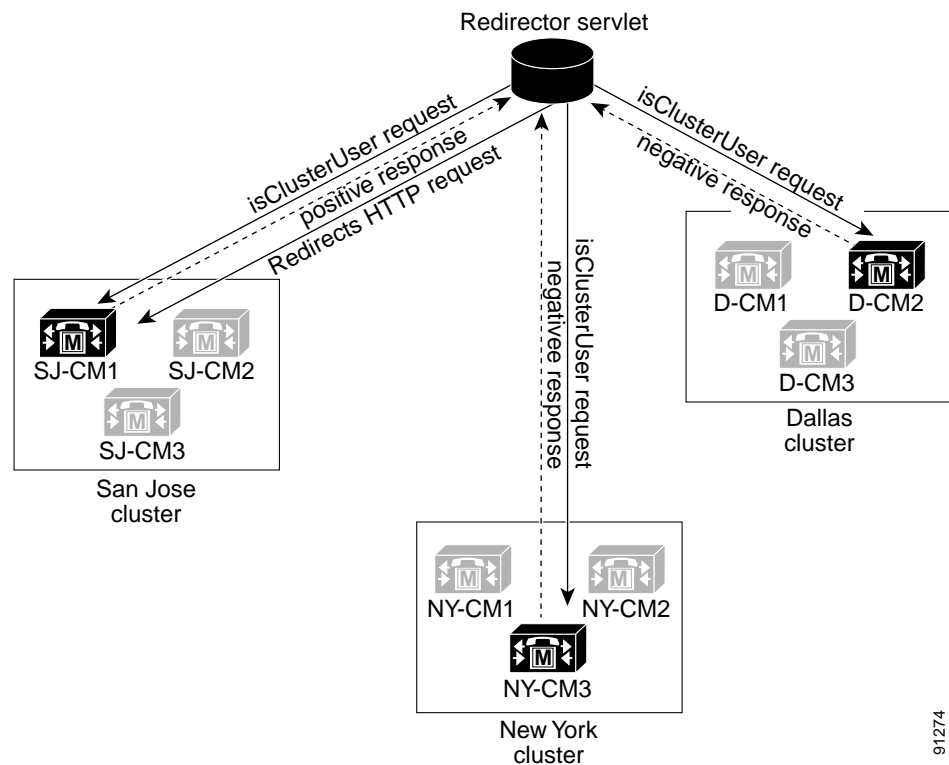 Redirector servlet
isClusterUser request
positive response
Redirects HTTP request
isClusterUser request
negative response
isClusterUser request
negativee response
SJ-CM1
SJ-CM2
SJ-CM3
San Jose
cluster
M
M
M
D-CM1
D-CM2
D-CM3
Dallas
cluster
M
M
M
NY-CM1
NY-CM2
NY-CM3
New York
cluster
M
M
M
91274